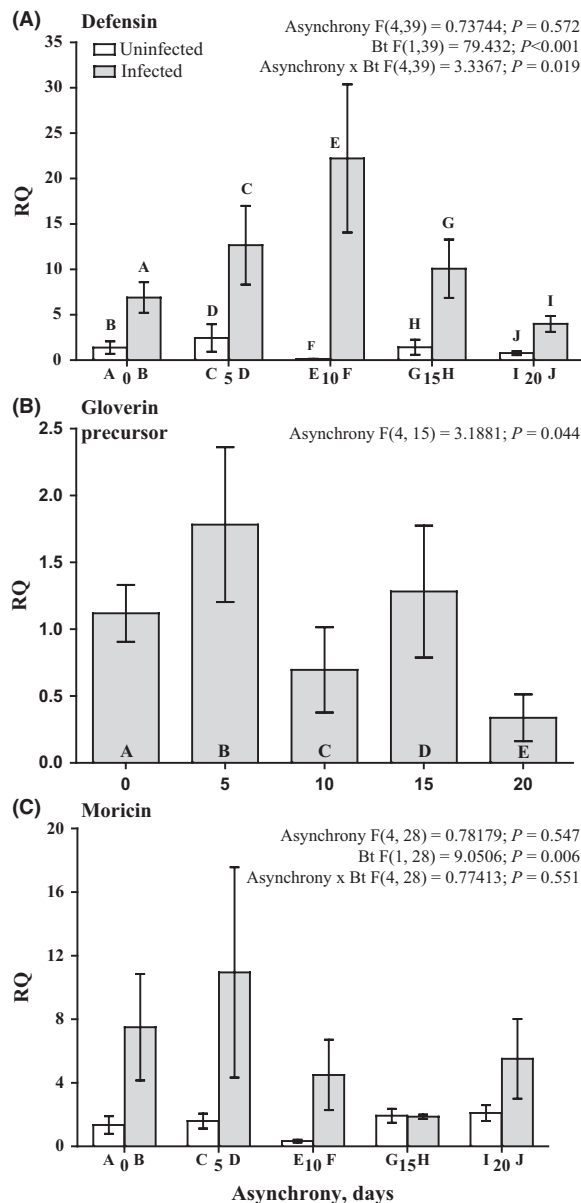 (A) Defensin
Asynchrony F(4,39) = 0.73744; P = 0.572
Bt F(1,39) = 79.432; P<0.001
Asynchrony x Bt F(4,39) = 3.3367; P = 0.019
Uninfected
Infected
35
30
25
20
15
10
5
0
RQ
B A D C F E H G J I
A 0 B C 5 D E 10 F G 15 H I 20 J
(B) Gloverin
precursor
Asynchrony F(4, 15) = 3.1881; P = 0.044
2.5
2.0
1.5
1.0
0.5
0.0
RQ
A B C D E
0 5 10 15 20
(C) Moricin
Asynchrony F(4, 28) = 0.78179; P = 0.547
Bt F(1, 28) = 9.0506; P = 0.006
Asynchrony x Bt F(4, 28) = 0.77413; P = 0.551
20
16
12
8
4
0
RQ
A 0 B C 5 D E 10 F G 15 H I 20 J
Asynchrony, days